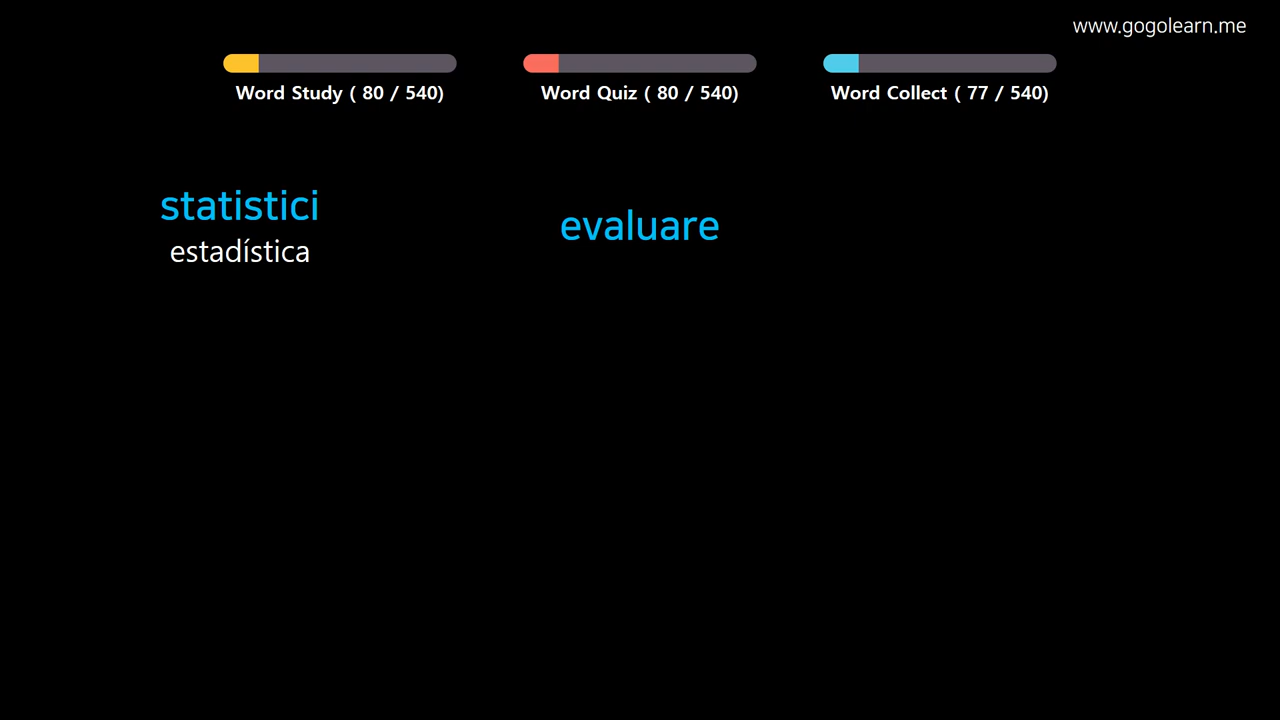 www.gogolearn.me
Word Study ( 80 / 540)
Word Quiz ( 80 / 540)
Word Collect ( 77 / 540)
statistici
estadística
evaluare